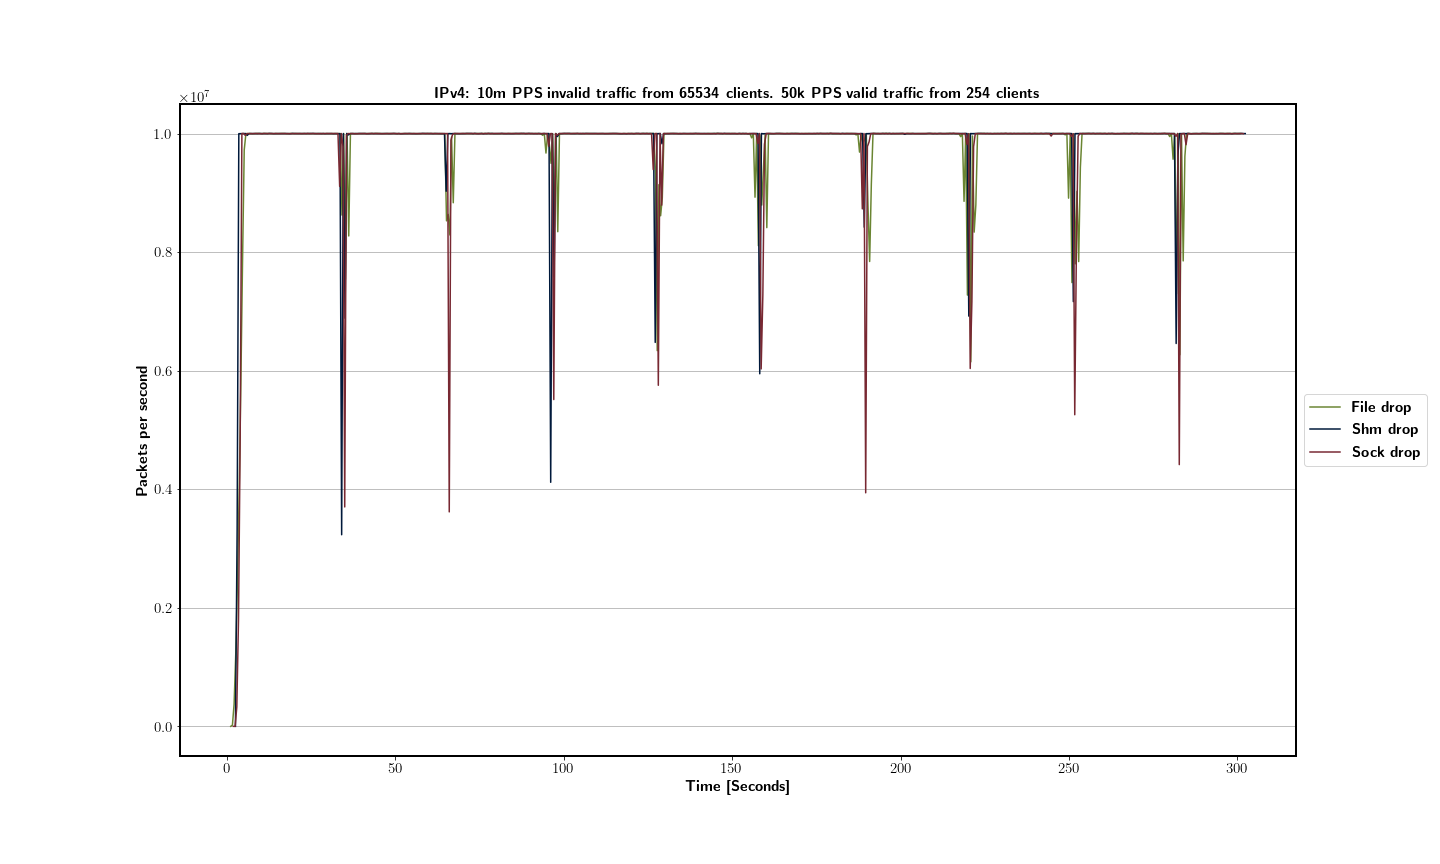 IPv4: 10m PPS invalid traffic from 65534 clients. 50k PPS valid traffic from 254 clients
×10⁷
1.0
0.8
0.6
0.4
0.2
0.0
Packets per second
0 50 100 150 200 250 300
Time [Seconds]
File drop
Shm drop
Sock drop